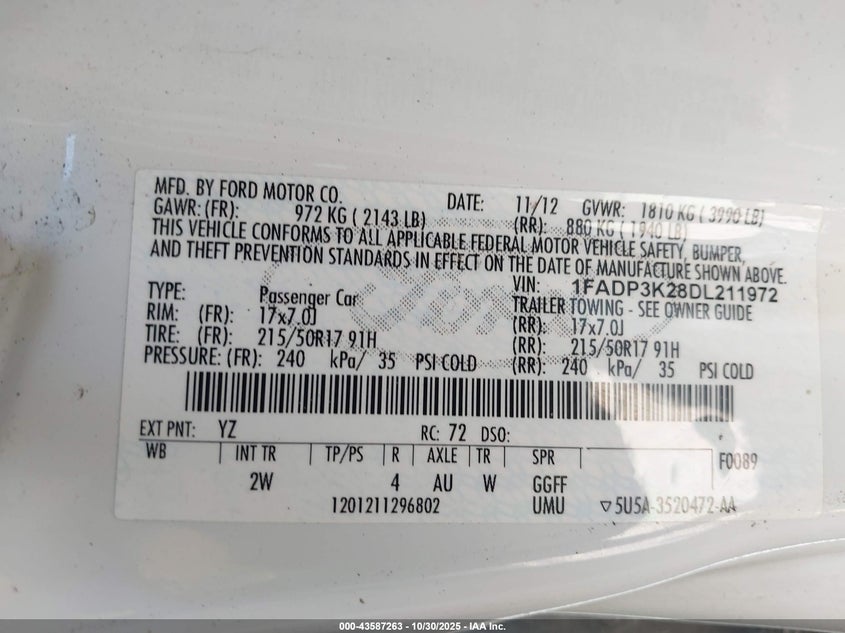 MFD. BY FORD MOTOR CO. DATE: 11/12 GVWR: 1810 KG ( 3990 LB)
GAWR: (FR): 972 KG ( 2143 LB) (RR): 880 KG ( 1940 LB)
THIS VEHICLE CONFORMS TO ALL APPLICABLE FEDERAL MOTOR VEHICLE SAFETY, BUMPER,
AND THEFT PREVENTION STANDARDS IN EFFECT ON THE DATE OF MANUFACTURE SHOWN ABOVE.
VIN: 1FADP3K28DL211972
TYPE: Passenger Car TRAILER TOWING - SEE OWNER GUIDE
RIM: (FR): 17x7.0J (RR): 17x7.0J
TIRE: (FR): 215/50R17 91H (RR): 215/50R17 91H
PRESSURE: (FR): 240 kPa/ 35 PSI COLD (RR): 240 kPa/ 35 PSI COLD
EXT PNT: YZ RC: 72 DSO:
WB INT TR TP/PS R AXLE TR SPR F0089
2W 4 AU W GGFF
1201211296802 UMU ▽5U5A-3520472-AA
Ford
000-43587263 - 10/30/2025 - IAA Inc.